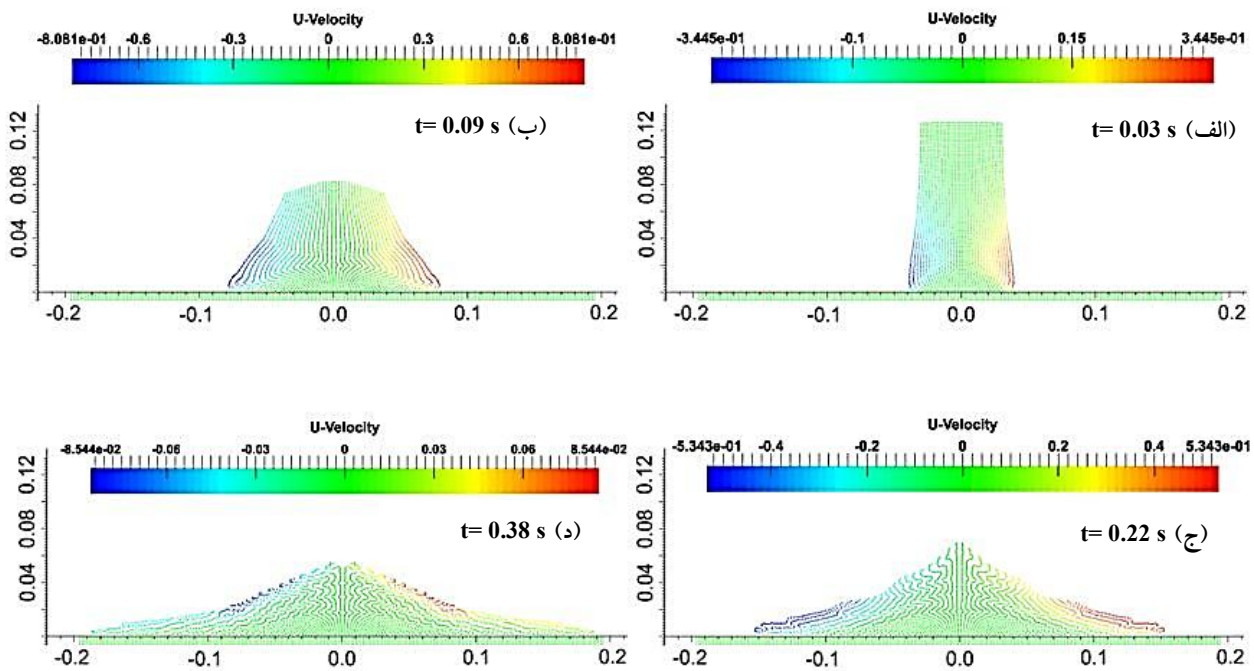 U-Velocity
-3.445e-01 -0.1 0 0.15 3.445e-01
0.12
0.08
0.04
(الف) t= 0.03 s
-0.2 -0.1 0.0 0.1 0.2
U-Velocity
-8.081e-01 -0.6 -0.3 0 0.3 0.6 8.081e-01
0.12
0.08
0.04
(ب) t= 0.09 s
-0.2 -0.1 0.0 0.1 0.2
U-Velocity
-5.343e-01 -0.4 -0.2 0 0.2 0.4 5.343e-01
0.12
0.08
0.04
(ج) t= 0.22 s
-0.2 -0.1 0.0 0.1 0.2
U-Velocity
-8.544e-02 -0.06 -0.03 0 0.03 0.06 8.544e-02
0.12
0.08
0.04
(د) t= 0.38 s
-0.2 -0.1 0.0 0.1 0.2